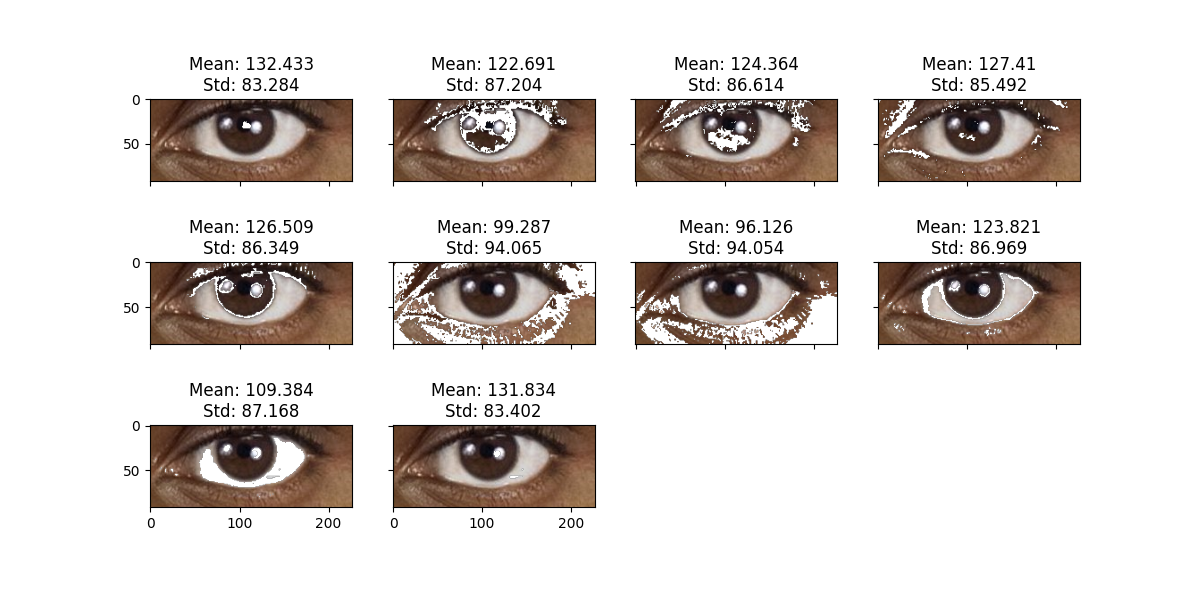 Mean: 132.433
Std: 83.284
Mean: 122.691
Std: 87.204
Mean: 124.364
Std: 86.614
Mean: 127.41
Std: 85.492
0
50
Mean: 126.509
Std: 86.349
Mean: 99.287
Std: 94.065
Mean: 96.126
Std: 94.054
Mean: 123.821
Std: 86.969
0
50
Mean: 109.384
Std: 87.168
Mean: 131.834
Std: 83.402
0
50
0 100 200
0 100 200